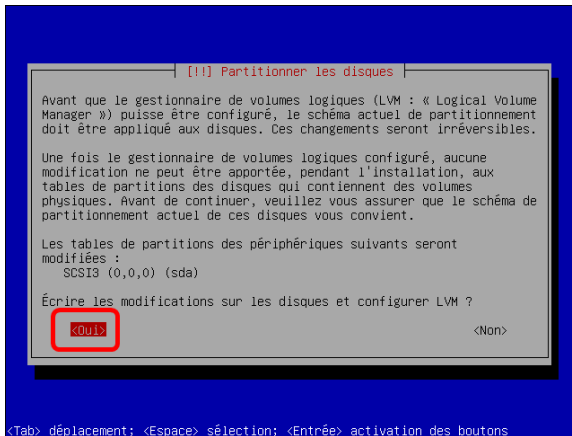 [!!] Partitionner les disques
Avant que le gestionnaire de volumes logiques (LVM : « Logical Volume
Manager ») puisse être configuré, le schéma actuel de partitionnement
doit être appliqué aux disques. Ces changements seront irréversibles.
Une fois le gestionnaire de volumes logiques configuré, aucune
modification ne peut être apportée, pendant l'installation, aux
tables de partitions des disques qui contiennent des volumes
physiques. Avant de continuer, veuillez vous assurer que le schéma de
partitionnement actuel de ces disques vous convient.
Les tables de partitions des périphériques suivants seront
modifiées :
SCSI3 (0,0,0) (sda)
Écrire les modifications sur les disques et configurer LVM ?
<Oui> <Non>
<Tab> déplacement; <Espace> sélection; <Entrée> activation des boutons